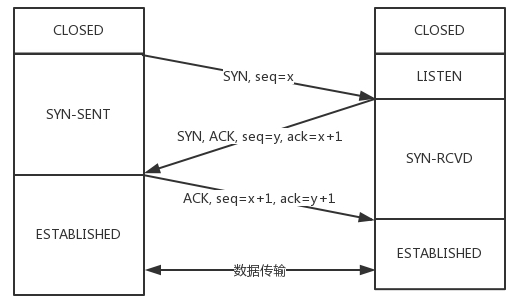 CLOSED
CLOSED
SYN, seq=x
LISTEN
SYN-SENT
SYN, ACK, seq=y, ack=x+1
SYN-RCVD
ACK, seq=x+1, ack=y+1
ESTABLISHED
ESTABLISHED
数据传输